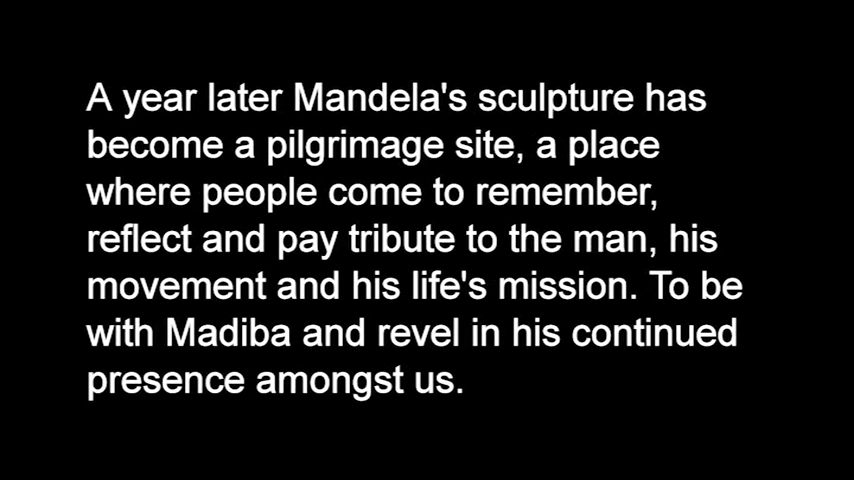 A year later Mandela's sculpture has
become a pilgrimage site, a place
where people come to remember,
reflect and pay tribute to the man, his
movement and his life's mission. To be
with Madiba and revel in his continued
presence amongst us.